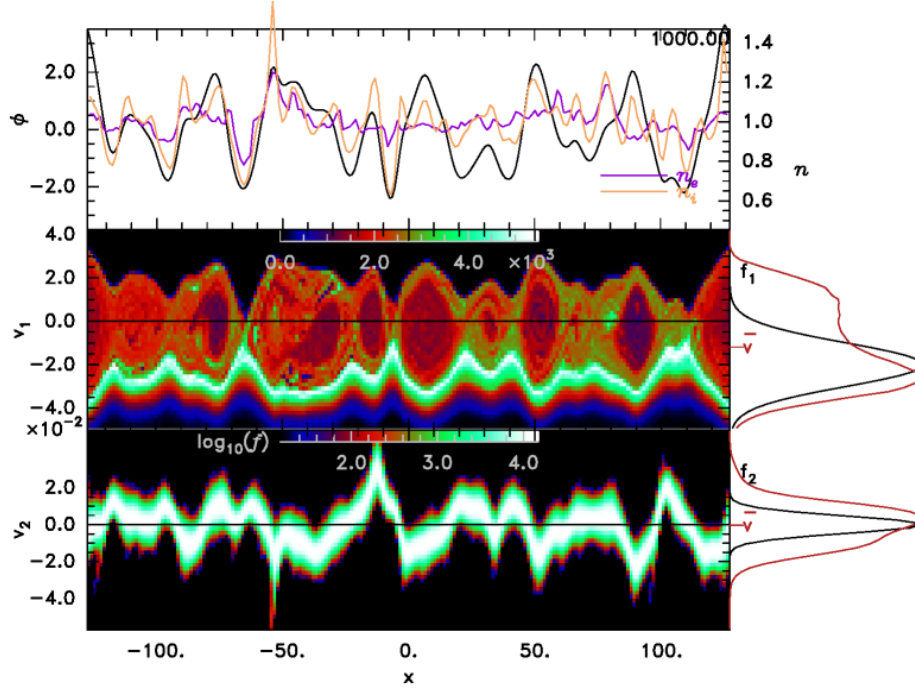 1000.00
1.4
2.0
1.2
ϕ
0.0
1.0
n
0.8
-2.0
n_e
n_i
0.6
4.0
0.0 2.0 4.0 ×10³
f₁
2.0
v₁
0.0
v̄
-2.0
-4.0
×10⁻²
log₁₀(f)
2.0 3.0 4.0
f₂
2.0
v₂
0.0
v̄
-2.0
-4.0
-100. -50. 0. 50. 100.
x